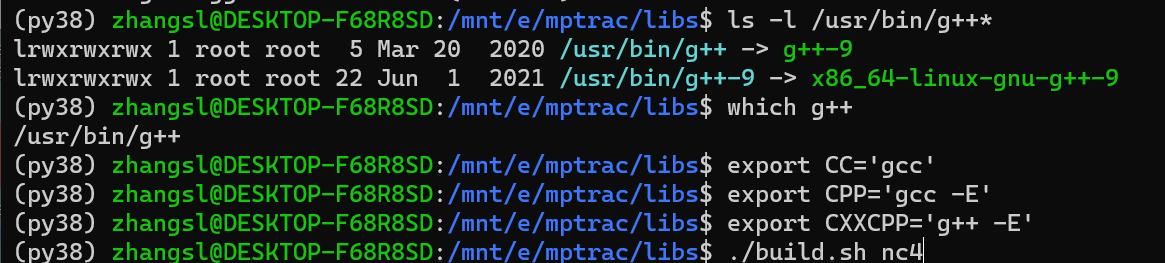 (py38) zhangsl@DESKTOP-F68R8SD:/mnt/e/mptrac/libs$ ls -l /usr/bin/g++*
lrwxrwxrwx 1 root root  5 Mar 20  2020 /usr/bin/g++ -> g++-9
lrwxrwxrwx 1 root root 22 Jun  1  2021 /usr/bin/g++-9 -> x86_64-linux-gnu-g++-9
(py38) zhangsl@DESKTOP-F68R8SD:/mnt/e/mptrac/libs$ which g++
/usr/bin/g++
(py38) zhangsl@DESKTOP-F68R8SD:/mnt/e/mptrac/libs$ export CC='gcc'
(py38) zhangsl@DESKTOP-F68R8SD:/mnt/e/mptrac/libs$ export CPP='gcc -E'
(py38) zhangsl@DESKTOP-F68R8SD:/mnt/e/mptrac/libs$ export CXXCPP='g++ -E'
(py38) zhangsl@DESKTOP-F68R8SD:/mnt/e/mptrac/libs$ ./build.sh nc4